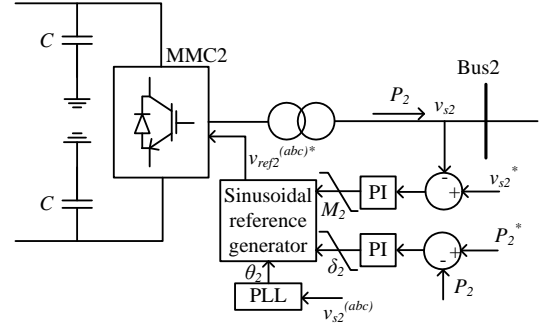 C
MMC2
Bus2
P2
vs2
vref2(abc)*
C
Sinusoidal
reference
generator
M2
PI
-
+
vs2*
δ2
PI
+
-
P2*
θ2
PLL
vs2(abc)
P2